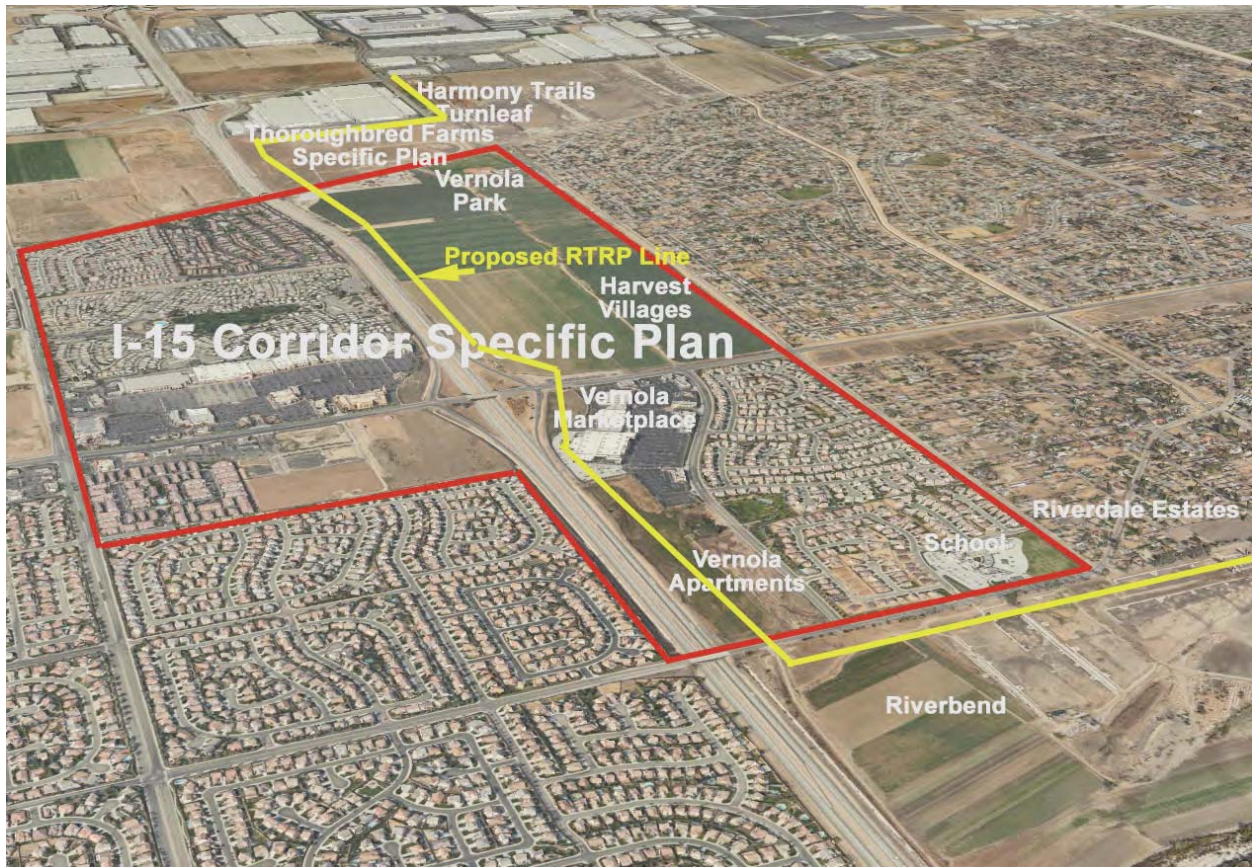 Harmony Trails
Turnleaf
Thoroughbred Farms
Specific Plan
Vernola
Park
Proposed RTRP Line
Harvest
Villages
I-15 Corridor Specific Plan
Vernola
Marketplace
Riverdale Estates
School
Vernola
Apartments
Riverbend